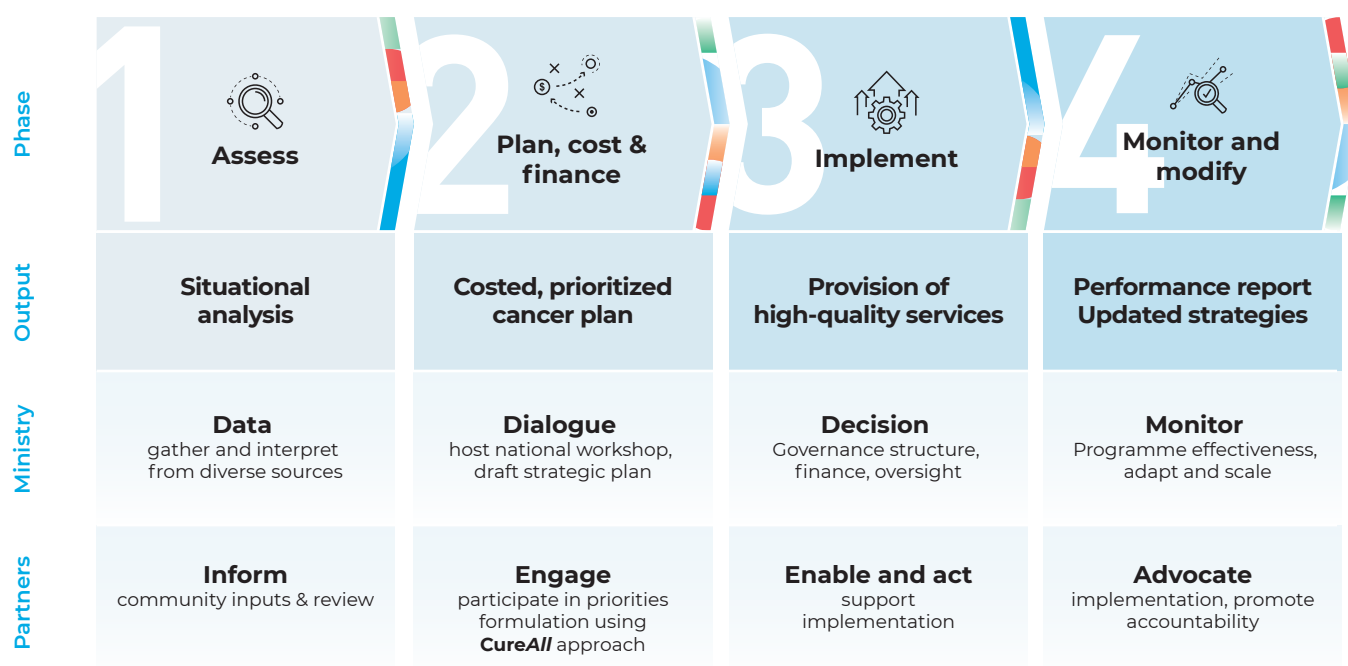 Phase
1
Assess
2
$
Plan, cost &
finance
3
Implement
4
Monitor and
modify
Output
Situational
analysis
Costed, prioritized
cancer plan
Provision of
high-quality services
Performance report
Updated strategies
Ministry
Data
gather and interpret
from diverse sources
Dialogue
host national workshop,
draft strategic plan
Decision
Governance structure,
finance, oversight
Monitor
Programme effectiveness,
adapt and scale
Partners
Inform
community inputs & review
Engage
participate in priorities
formulation using
CureAll approach
Enable and act
support
implementation
Advocate
implementation, promote
accountability